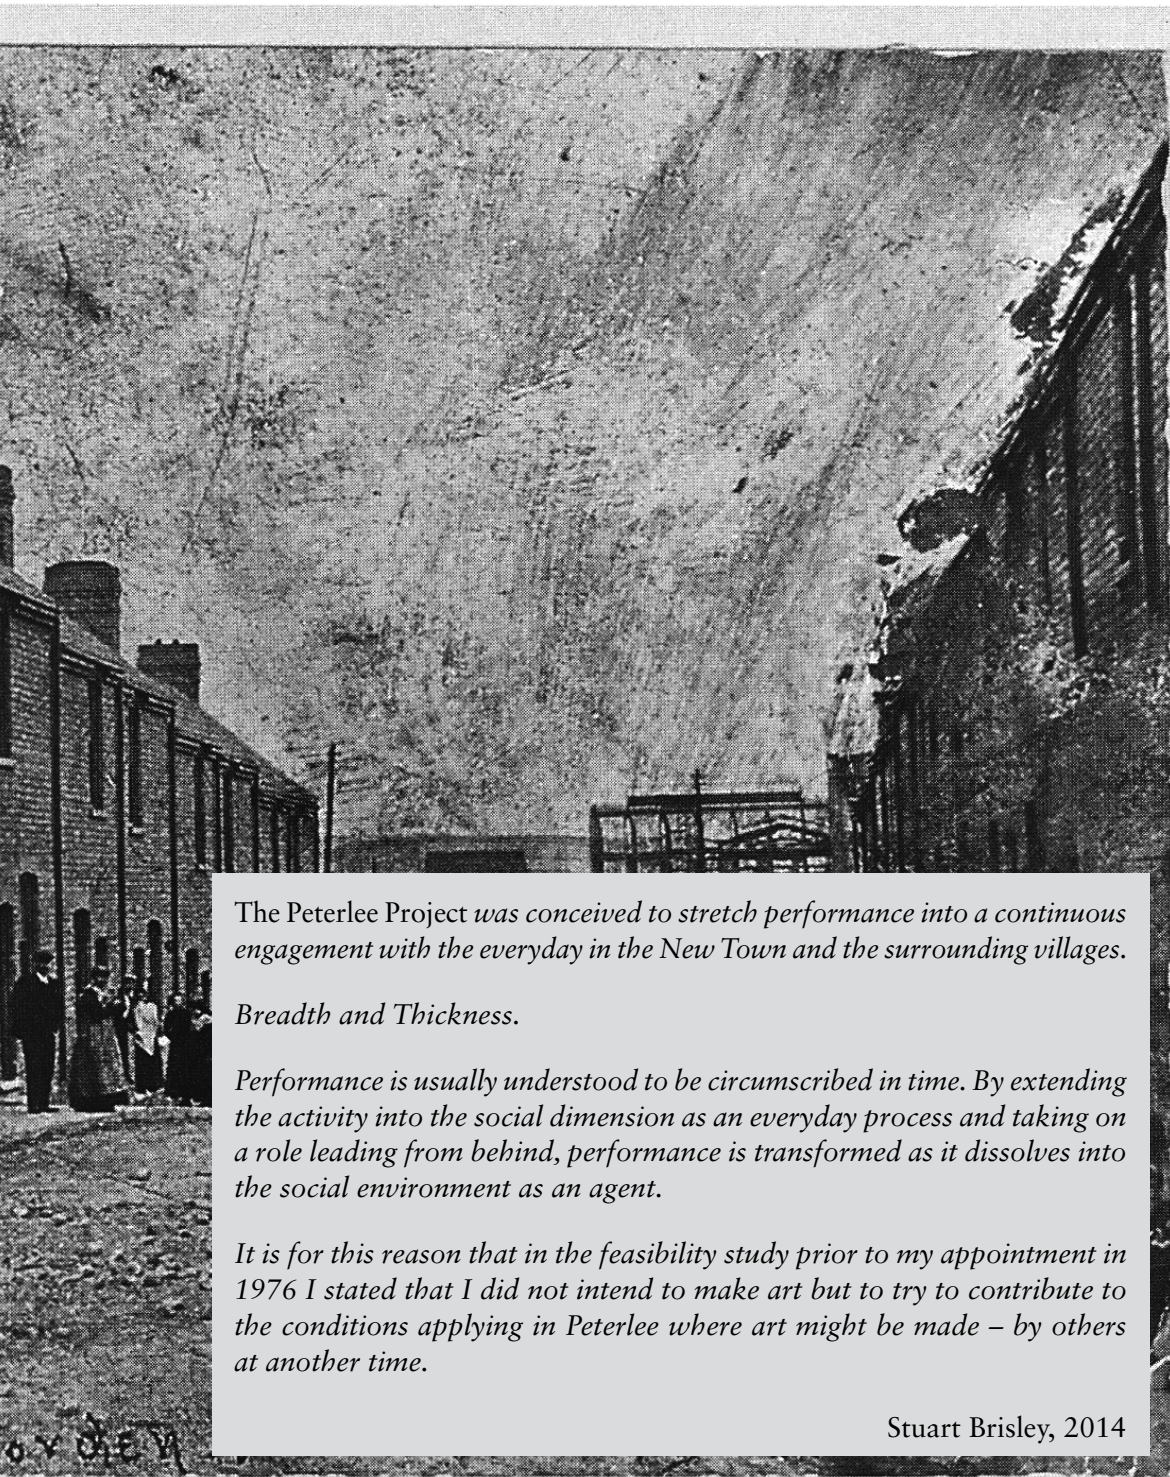 The Peterlee Project was conceived to stretch performance into a continuous
engagement with the everyday in the New Town and the surrounding villages.
Breadth and Thickness.
Performance is usually understood to be circumscribed in time. By extending
the activity into the social dimension as an everyday process and taking on
a role leading from behind, performance is transformed as it dissolves into
the social environment as an agent.
It is for this reason that in the feasibility study prior to my appointment in
1976 I stated that I did not intend to make art but to try to contribute to
the conditions applying in Peterlee where art might be made – by others
at another time.
Stuart Brisley, 2014